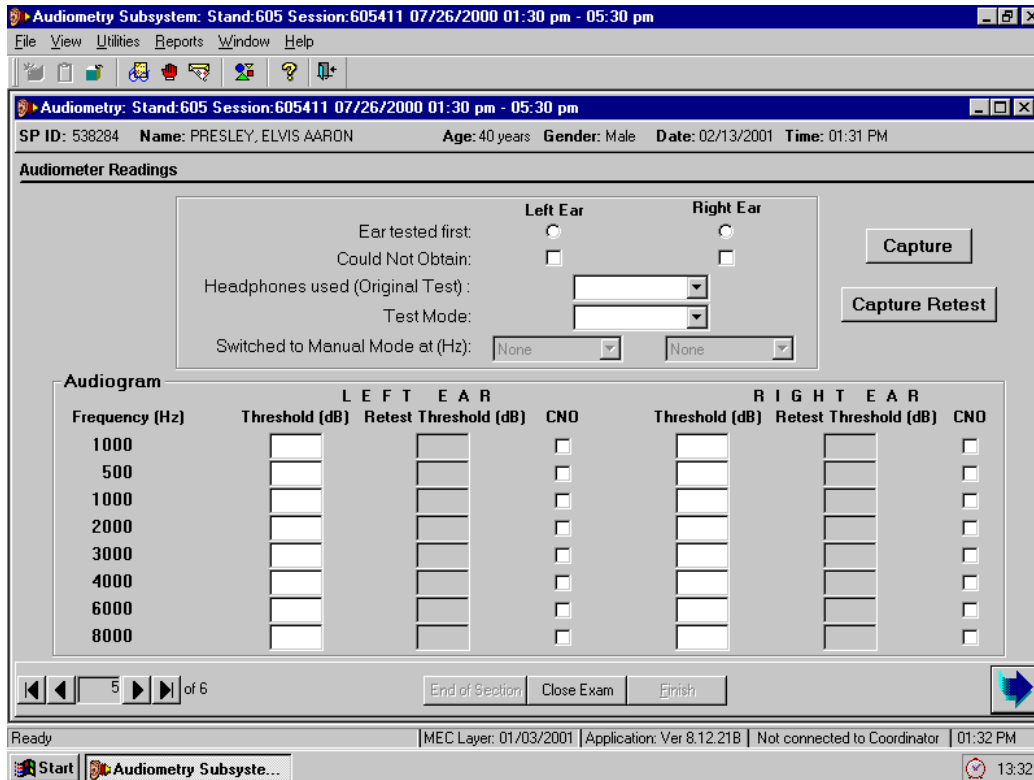 Audiometry Subsystem: Stand:605 Session:605411 07/26/2000 01:30 pm - 05:30 pm
File View Utilities Reports Window Help
Audiometry: Stand:605 Session:605411 07/26/2000 01:30 pm - 05:30 pm
SP ID: 538284 Name: PRESLEY, ELVIS AARON Age: 40 years Gender: Male Date: 02/13/2001 Time: 01:31 PM
Audiometer Readings
Left Ear Right Ear
Ear tested first:
Could Not Obtain:
Capture
Headphones used (Original Test) :
Capture Retest
Test Mode:
Switched to Manual Mode at (Hz): None None
Audiogram
LEFT EAR RIGHT EAR
Frequency (Hz) Threshold (dB) Retest Threshold (dB) CNO Threshold (dB) Retest Threshold (dB) CNO
1000
500
1000
2000
3000
4000
6000
8000
5 of 6 End of Section Close Exam Finish
Ready MEC Layer: 01/03/2001 Application: Ver 8.12.21B Not connected to Coordinator 01:32 PM
Start Audiometry Subsyste... 13:32